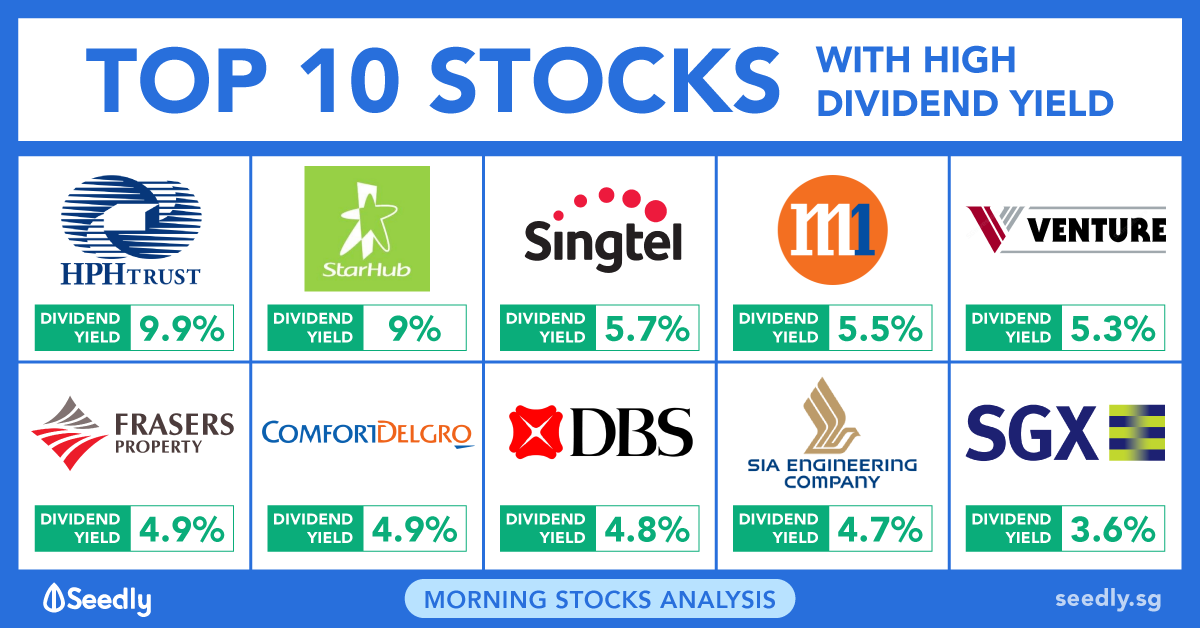 TOP 10 STOCKS
WITH HIGH
DIVIDEND YIELD
HPHTRUST
DIVIDEND
YIELD
9.9%
StarHub
DIVIDEND
YIELD
9%
Singtel
DIVIDEND
YIELD
5.7%
M1
DIVIDEND
YIELD
5.5%
VENTURE
DIVIDEND
YIELD
5.3%
FRASERS
PROPERTY
DIVIDEND
YIELD
4.9%
COMFORTDELGRO
DIVIDEND
YIELD
4.9%
DBS
DIVIDEND
YIELD
4.8%
SIA ENGINEERING
COMPANY
DIVIDEND
YIELD
4.7%
SGX
DIVIDEND
YIELD
3.6%
Seedly
MORNING STOCKS ANALYSIS
seedly.sg